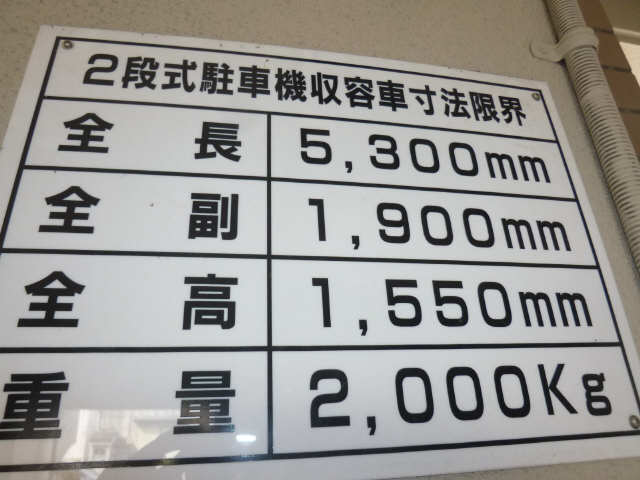 2段式駐車機収容車寸法限界
全長 5,300mm
全副 1,900mm
全高 1,550mm
重量 2,000Kg